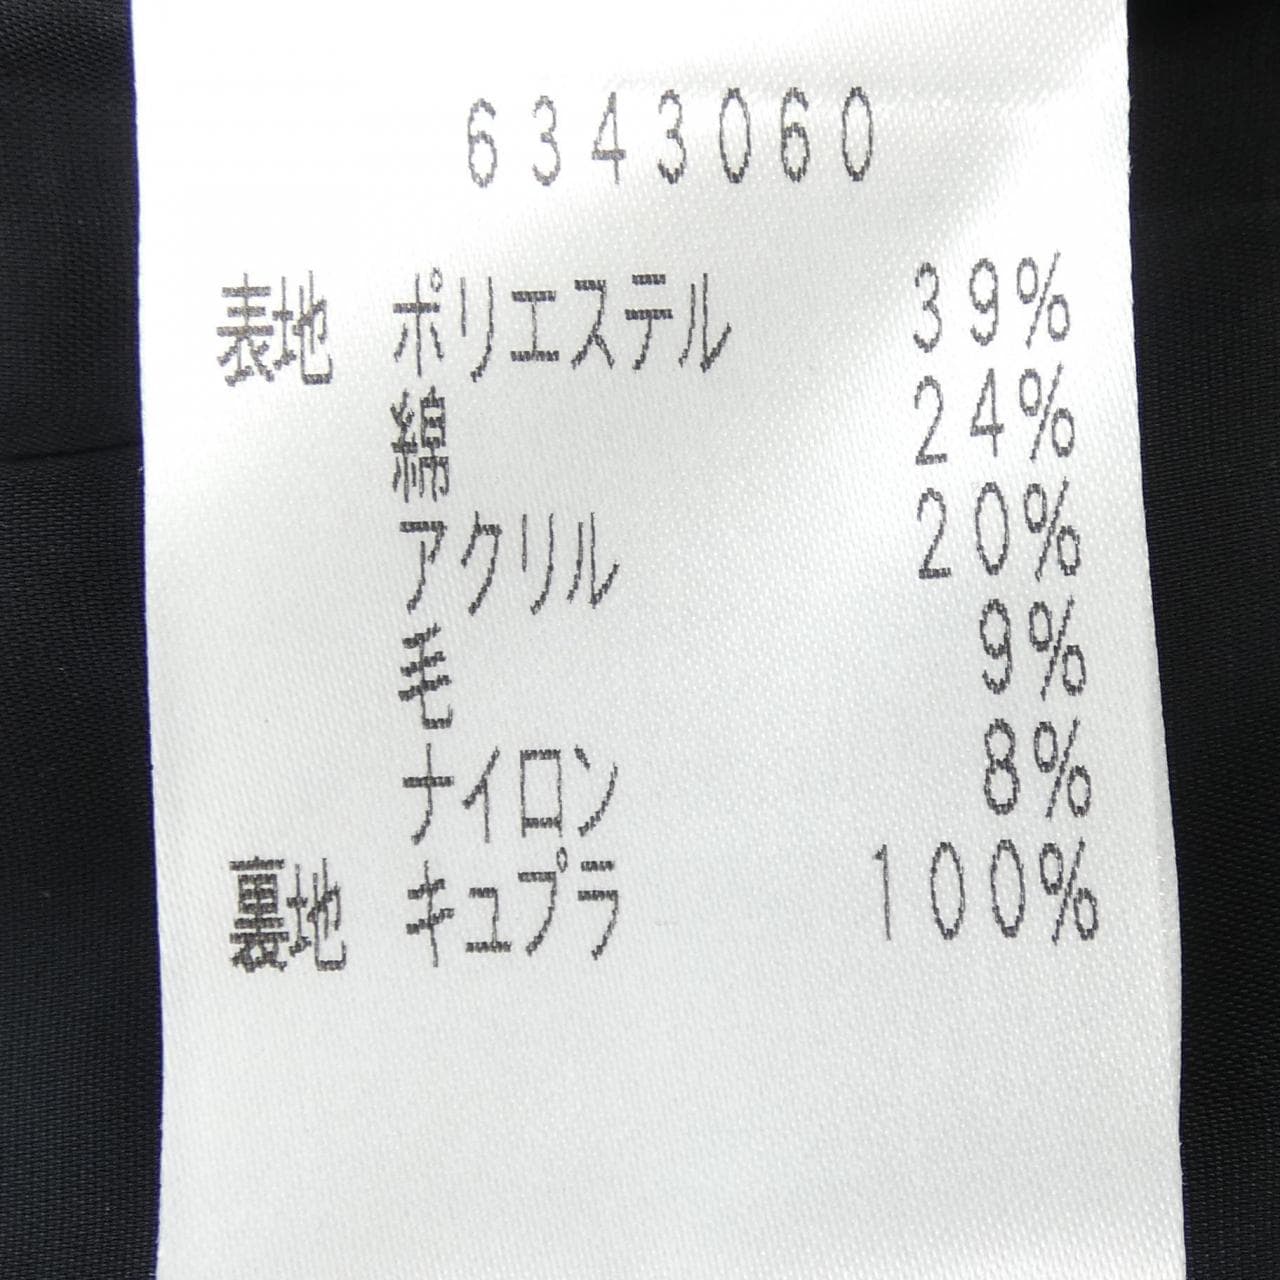 6343060
表地 ポリエステル 39%
綿 24%
アクリル 20%
毛 9%
ナイロン 8%
裏地 キュプラ 100%